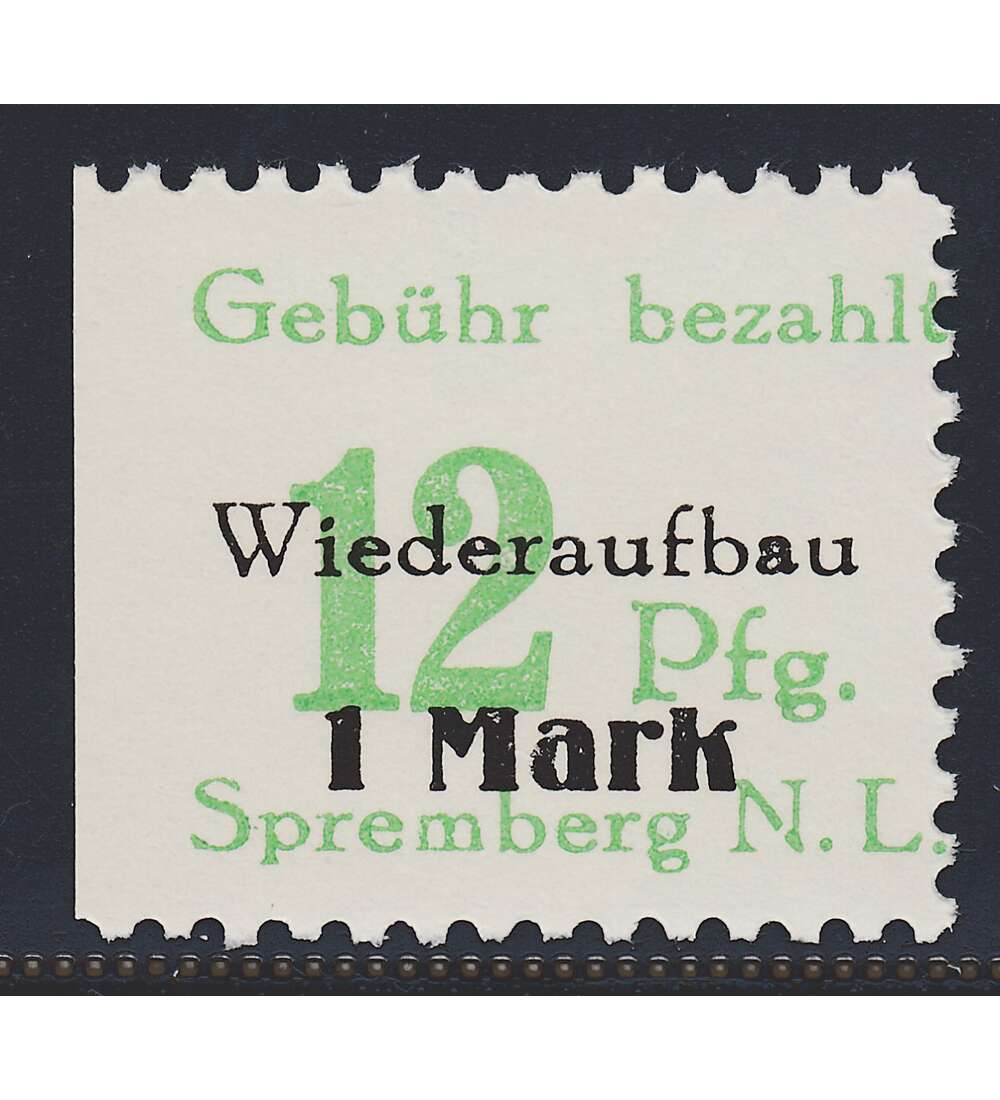 Gebühr bezahlt
12 Pfg.
Wiederaufbau
1 Mark
Spremberg N. L.